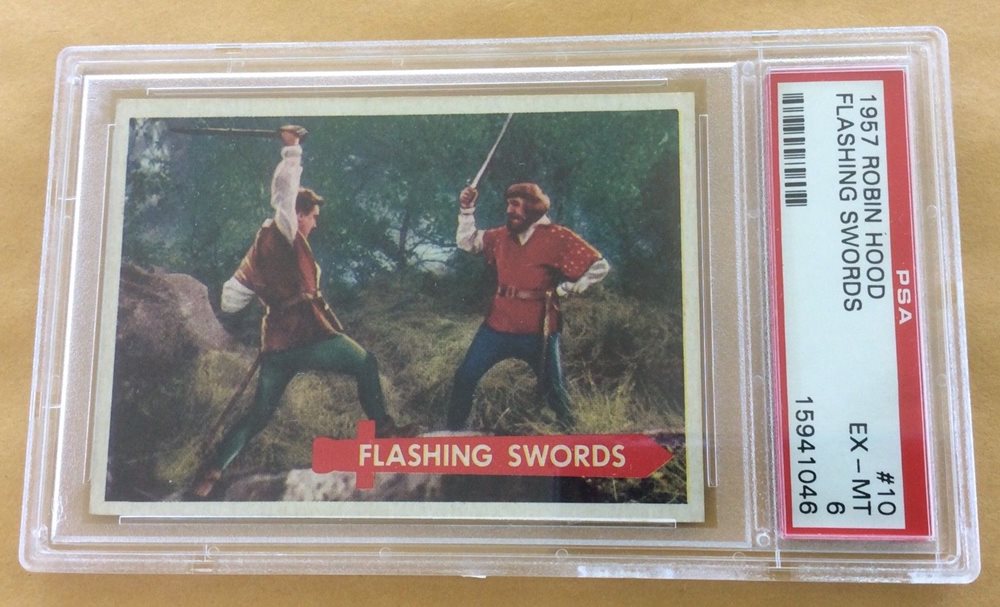 FLASHING SWORDS
1957 ROBIN HOOD #10
FLASHING SWORDS EX-MT
6
15941046
PSA